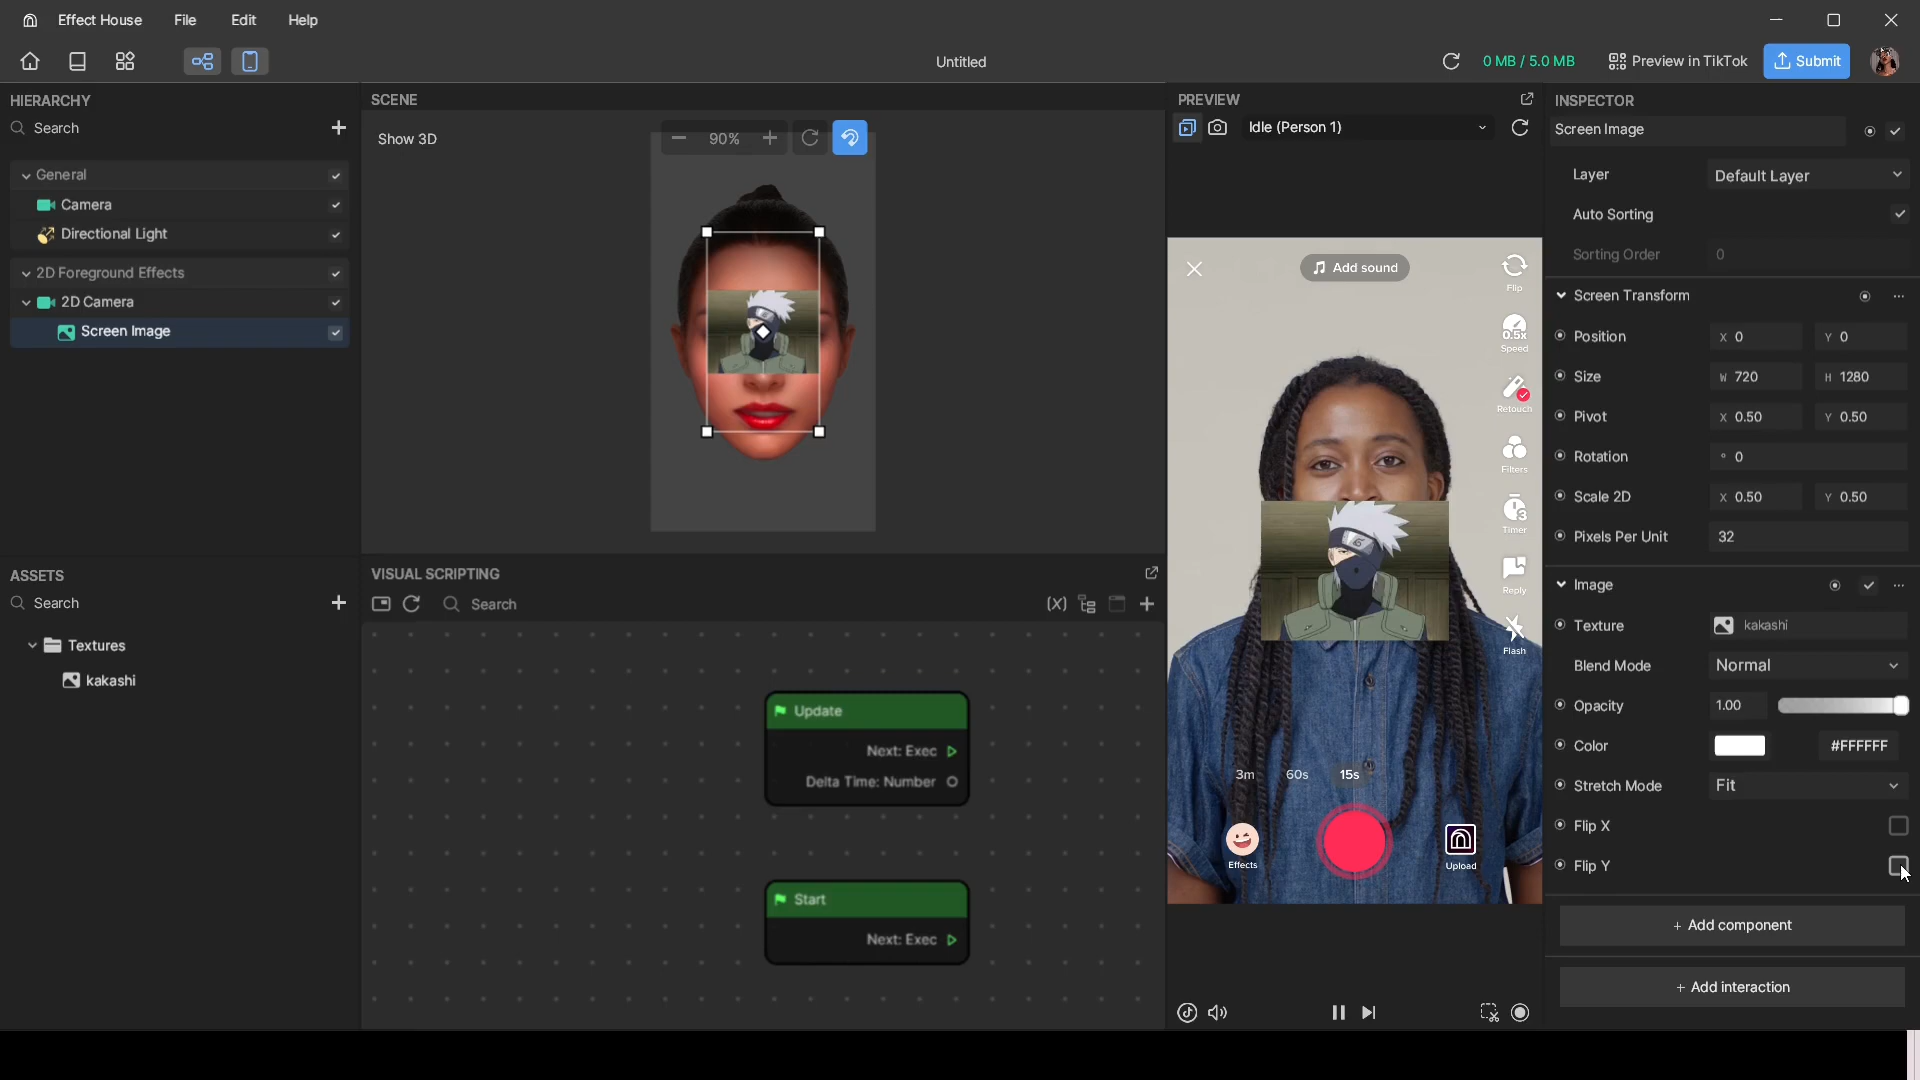 Effect House File Edit Help
Untitled
0 MB / 5.0 MB
Preview in TikTok
Submit
HIERARCHY
Search
General
Camera
Directional Light
2D Foreground Effects
2D Camera
Screen Image
ASSETS
Search
Textures
kakashi
SCENE
Show 3D
90%
VISUAL SCRIPTING
Search
(X)
Update
Next: Exec
Delta Time: Number
Start
Next: Exec
PREVIEW
Idle (Person 1)
Add sound
Flip
0.5x
Speed
Retouch
Filters
3
Timer
Reply
Flash
3m 60s 15s
Effects
Upload
INSPECTOR
Screen Image
Layer Default Layer
Auto Sorting
Sorting Order 0
Screen Transform
Position X 0 Y 0
Size W 720 H 1280
Pivot X 0.50 Y 0.50
Rotation ° 0
Scale 2D X 0.50 Y 0.50
Pixels Per Unit 32
Image
Texture kakashi
Blend Mode Normal
Opacity 1.00
Color #FFFFFF
Stretch Mode Fit
Flip X
Flip Y
+ Add component
+ Add interaction